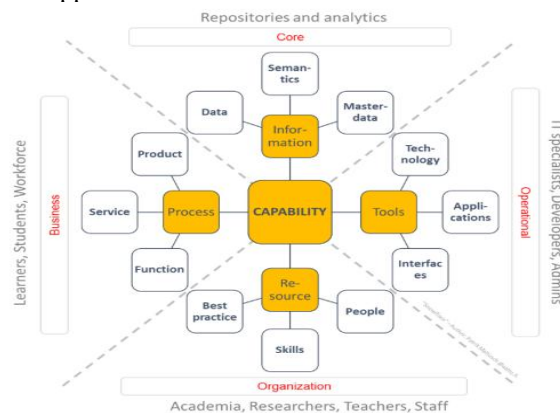 Repositories and analytics
Core
Seman-
tics
Data
Master-
data
Infor-
mation
Product
Tech-
nology
Service
Process
CAPABILITY
Tools
Appli-
cations
Function
Interfac
es
Re-
source
Best
practice
People
Skills
Learners, Students, Workforce
Business
Operational
IT specialists, Developers, Admins
Organization
Academia, Researchers, Teachers, Staff